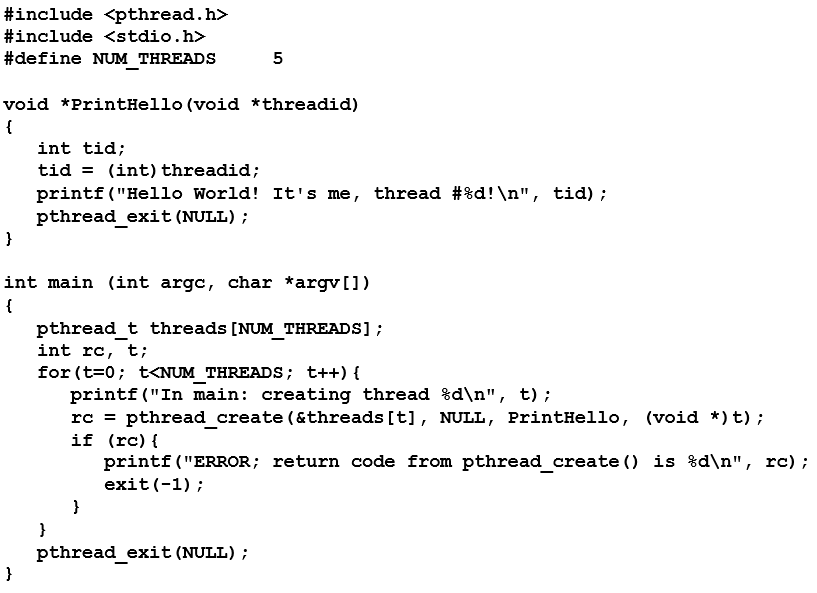 #include <pthread.h>
#include <stdio.h>
#define NUM_THREADS     5

void *PrintHello(void *threadid)
{
   int tid;
   tid = (int)threadid;
   printf("Hello World! It's me, thread #%d!\n", tid);
   pthread_exit(NULL);
}

int main (int argc, char *argv[])
{
   pthread_t threads[NUM_THREADS];
   int rc, t;
   for(t=0; t<NUM_THREADS; t++){
      printf("In main: creating thread %d\n", t);
      rc = pthread_create(&threads[t], NULL, PrintHello, (void *)t);
      if (rc){
         printf("ERROR; return code from pthread_create() is %d\n", rc);
         exit(-1);
      }
   }
   pthread_exit(NULL);
}